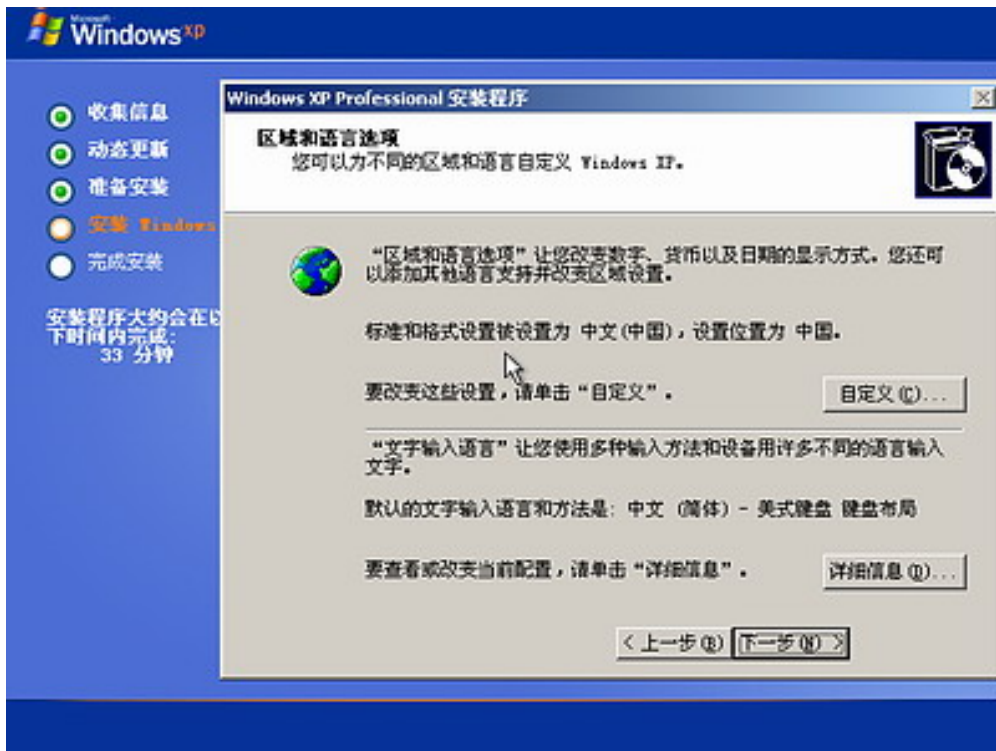 Microsoft
Windows xp
收集信息
动态更新
准备安装
安装 Windows
完成安装
安装程序大约会在以
下时间内完成:
33 分钟
Windows XP Professional 安装程序
区域和语言选项
您可以为不同的区域和语言自定义 Windows XP。
“区域和语言选项”让您改变数字、货币以及日期的显示方式。您还可
以添加其他语言支持并改变区域设置。
标准和格式设置被设置为 中文(中国),设置位置为 中国。
要改变这些设置,请单击“自定义”。
自定义(C)...
“文字输入语言”让您使用多种输入方法和设备用许多不同的语言输入
文字。
默认的文字输入语言和方法是: 中文 (简体) - 美式键盘 键盘布局
要查看或改变当前配置,请单击“详细信息”。
详细信息(D)...
< 上一步(B)
下一步(N) >